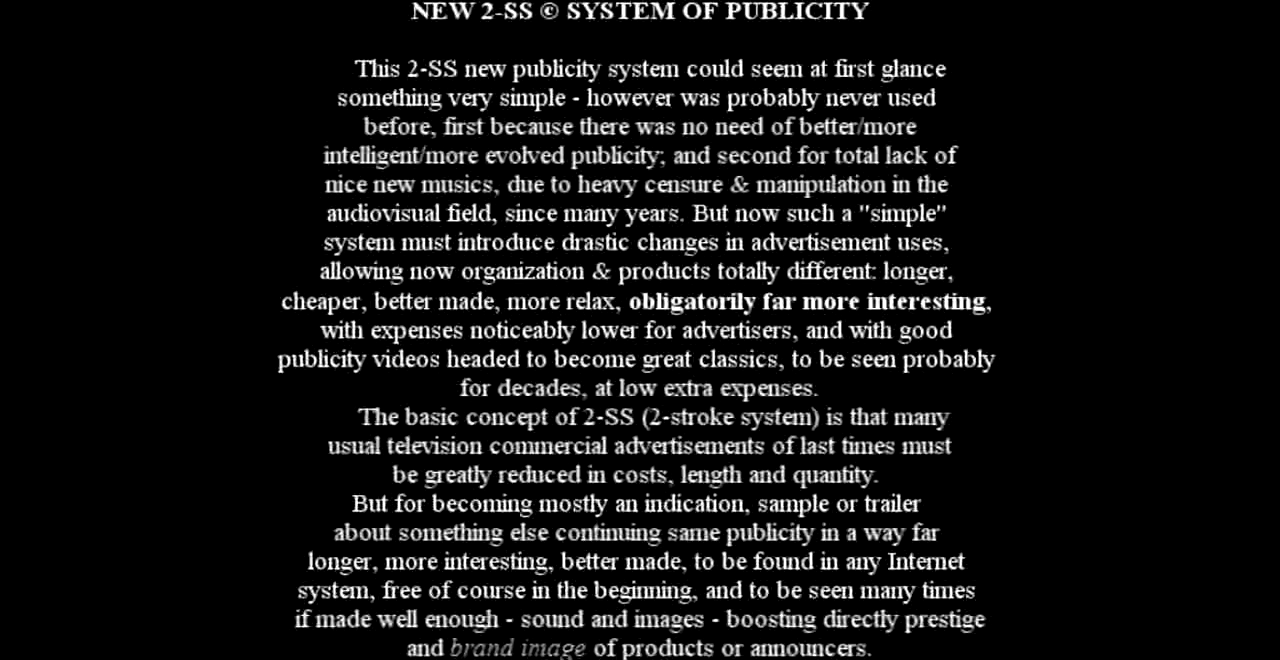 NEW 2-SS © SYSTEM OF PUBLICITY
This 2-SS new publicity system could seem at first glance
something very simple - however was probably never used
before, first because there was no need of better/more
intelligent/more evolved publicity; and second for total lack of
nice new musics, due to heavy censure & manipulation in the
audiovisual field, since many years. But now such a "simple"
system must introduce drastic changes in advertisement uses,
allowing now organization & products totally different: longer,
cheaper, better made, more relax, obligatorily far more interesting,
with expenses noticeably lower for advertisers, and with good
publicity videos headed to become great classics, to be seen probably
for decades, at low extra expenses.
The basic concept of 2-SS (2-stroke system) is that many
usual television commercial advertisements of last times must
be greatly reduced in costs, length and quantity.
But for becoming mostly an indication, sample or trailer
about something else continuing same publicity in a way far
longer, more interesting, better made, to be found in any Internet
system, free of course in the beginning, and to be seen many times
if made well enough - sound and images - boosting directly prestige
and brand image of products or announcers.